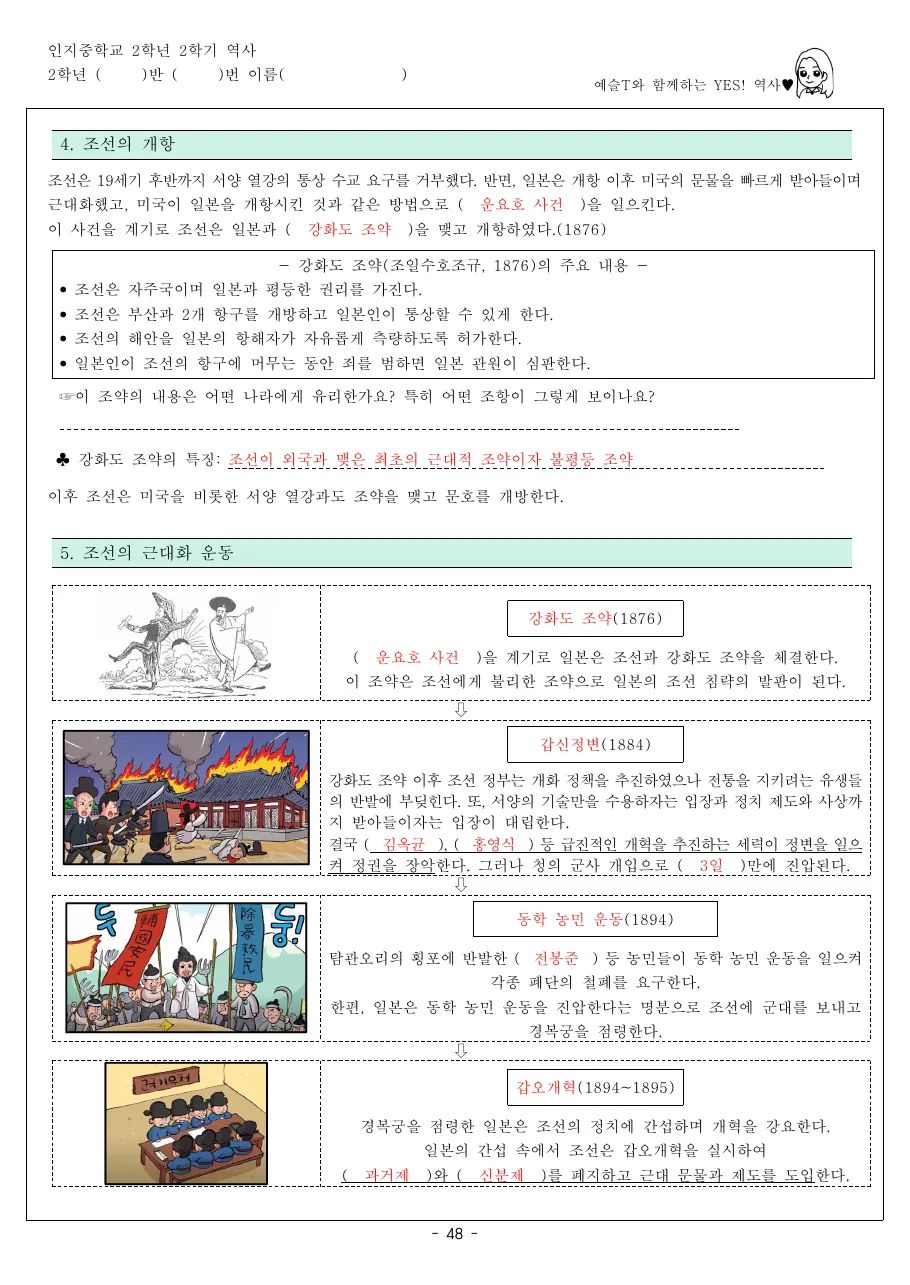 인지중학교 2학년 2학기 역사
2학년 (      )반 (      )번 이름(                  )
예슬T와 함께하는 YES! 역사♥
4. 조선의 개항
조선은 19세기 후반까지 서양 열강의 통상 수교 요구를 거부했다. 반면, 일본은 개항 이후 미국의 문물을 빠르게 받아들이며
근대화했고, 미국이 일본을 개항시킨 것과 같은 방법으로 ( 운요호 사건 )을 일으킨다.
이 사건을 계기로 조선은 일본과 ( 강화도 조약 )을 맺고 개항하였다.(1876)
- 강화도 조약(조일수호조규, 1876)의 주요 내용 -
● 조선은 자주국이며 일본과 평등한 권리를 가진다.
● 조선은 부산과 2개 항구를 개방하고 일본인이 통상할 수 있게 한다.
● 조선의 해안을 일본의 항해자가 자유롭게 측량하도록 허가한다.
● 일본인이 조선의 항구에 머무는 동안 죄를 범하면 일본 관원이 심판한다.
☞이 조약의 내용은 어떤 나라에게 유리한가요? 특히 어떤 조항이 그렇게 보이나요?
♣ 강화도 조약의 특징: 조선이 외국과 맺은 최초의 근대적 조약이자 불평등 조약
이후 조선은 미국을 비롯한 서양 열강과도 조약을 맺고 문호를 개방한다.
5. 조선의 근대화 운동
강화도 조약(1876)
( 운요호 사건 )을 계기로 일본은 조선과 강화도 조약을 체결한다.
이 조약은 조선에게 불리한 조약으로 일본의 조선 침략의 발판이 된다.
⇩
갑신정변(1884)
강화도 조약 이후 조선 정부는 개화 정책을 추진하였으나 전통을 지키려는 유생들
의 반발에 부딪힌다. 또, 서양의 기술만을 수용하자는 입장과 정치 제도와 사상까
지 받아들이자는 입장이 대립한다.
결국 ( 김옥균 ), ( 홍영식 ) 등 급진적인 개혁을 추진하는 세력이 정변을 일으
켜 정권을 장악한다. 그러나 청의 군사 개입으로 ( 3일 )만에 진압된다.
⇩
두
둥!
輔國安民
除暴救民
동학 농민 운동(1894)
탐관오리의 횡포에 반발한 ( 전봉준 ) 등 농민들이 동학 농민 운동을 일으켜
각종 폐단의 철폐를 요구한다.
한편, 일본은 동학 농민 운동을 진압한다는 명분으로 조선에 군대를 보내고
경복궁을 점령한다.
⇩
군국기무처
갑오개혁(1894~1895)
경복궁을 점령한 일본은 조선의 정치에 간섭하며 개혁을 강요한다.
일본의 간섭 속에서 조선은 갑오개혁을 실시하여
( 과거제 )와 ( 신분제 )를 폐지하고 근대 문물과 제도를 도입한다.
- 48 -